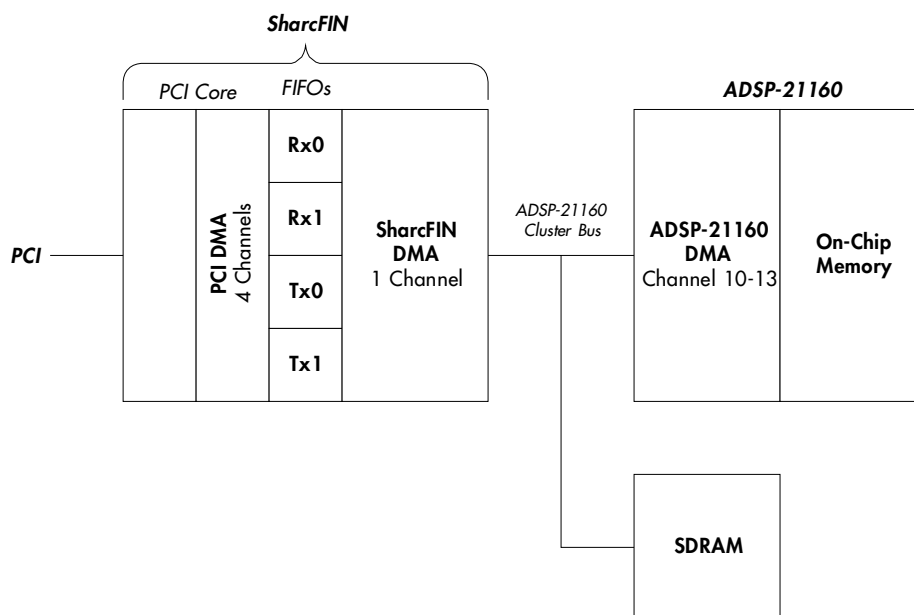 SharcFIN
PCI Core
FIFOs
ADSP-21160
PCI
PCI DMA
4 Channels
Rx0
Rx1
Tx0
Tx1
SharcFIN
DMA
1 Channel
ADSP-21160
Cluster Bus
ADSP-21160
DMA
Channel 10-13
On-Chip
Memory
SDRAM